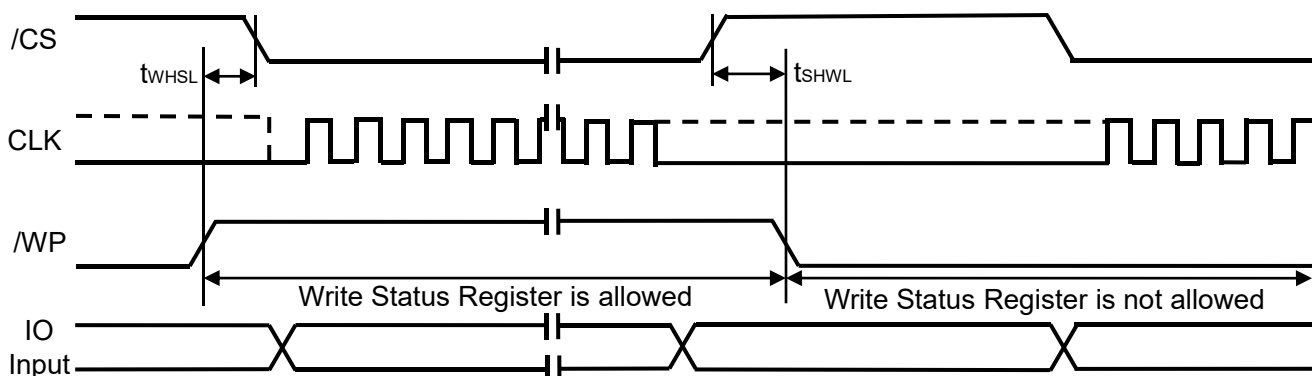 /CS
tWHSL
tSHWL
CLK
/WP
Write Status Register is allowed
Write Status Register is not allowed
IO
Input